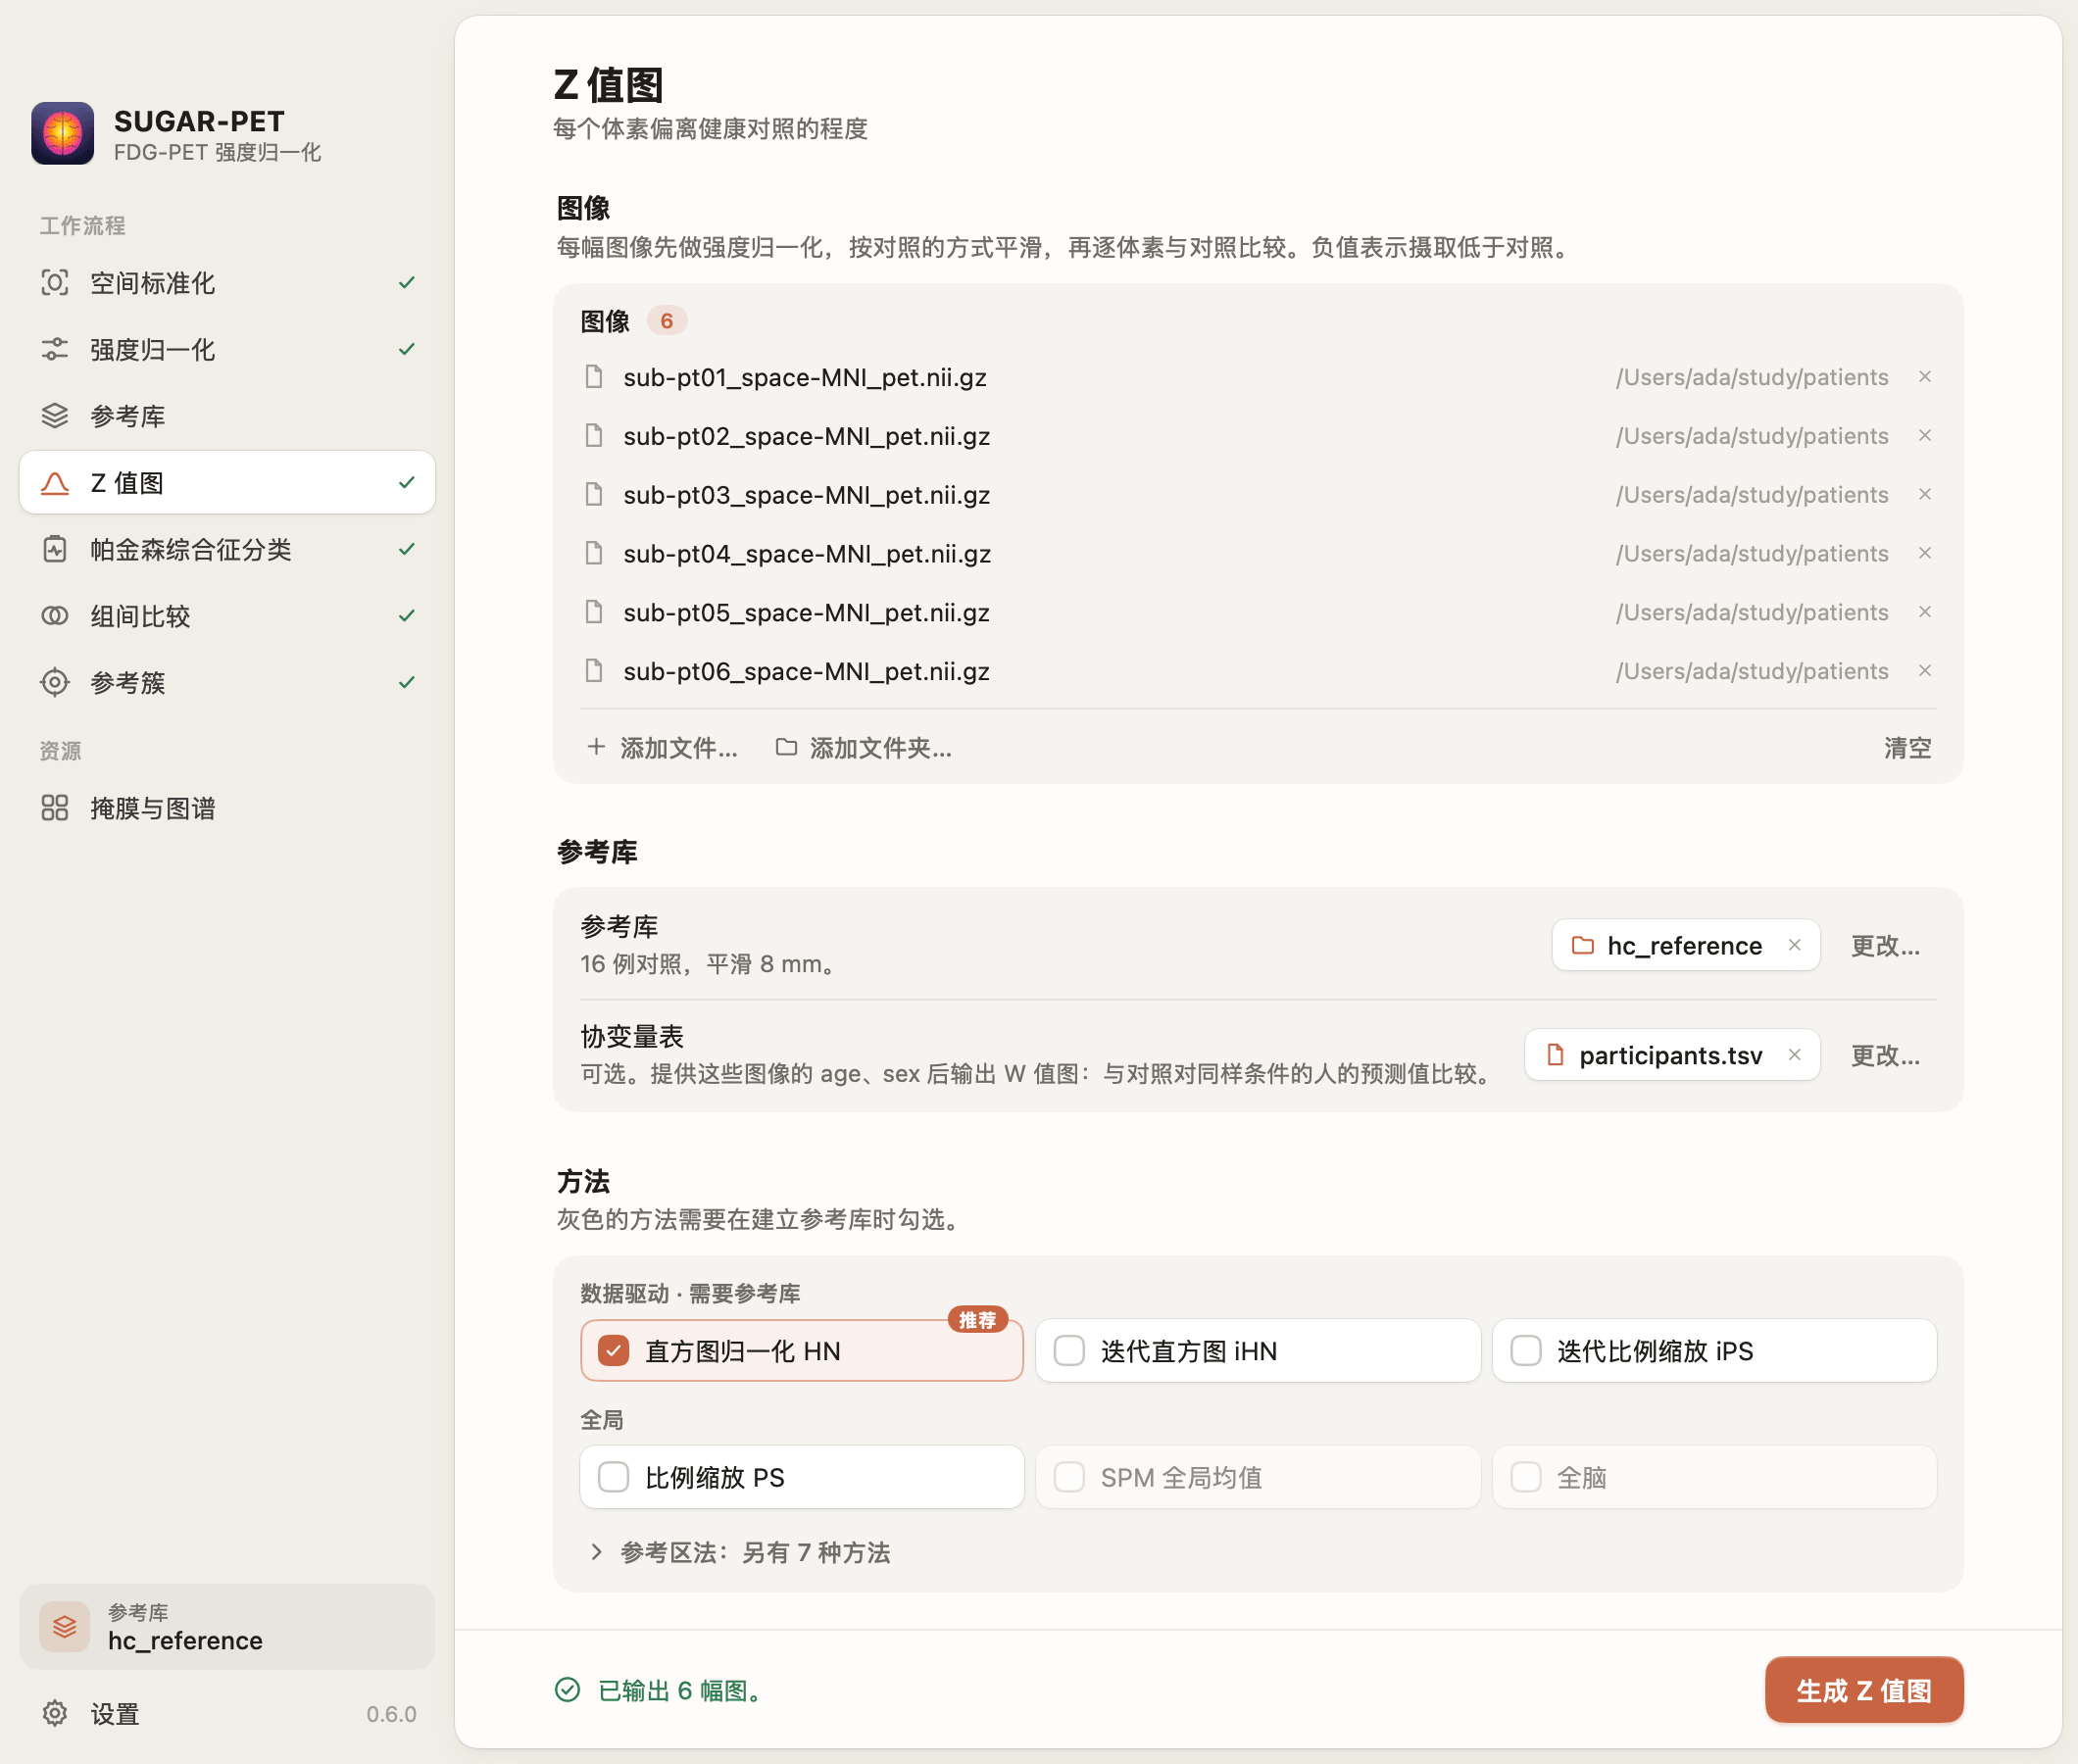 SUGAR-PET
FDG-PET 强度归一化
工作流程
空间标准化
强度归一化
参考库
Z 值图
帕金森综合征分类
组间比较
参考簇
资源
掩膜与图谱
参考库
hc_reference
设置 0.6.0
Z 值图
每个体素偏离健康对照的程度
图像
每幅图像先做强度归一化，按对照的方式平滑，再逐体素与对照比较。负值表示摄取低于对照。
图像 6
sub-pt01_space-MNI_pet.nii.gz /Users/ada/study/patients
sub-pt02_space-MNI_pet.nii.gz /Users/ada/study/patients
sub-pt03_space-MNI_pet.nii.gz /Users/ada/study/patients
sub-pt04_space-MNI_pet.nii.gz /Users/ada/study/patients
sub-pt05_space-MNI_pet.nii.gz /Users/ada/study/patients
sub-pt06_space-MNI_pet.nii.gz /Users/ada/study/patients
添加文件... 添加文件夹... 清空
参考库
参考库
16 例对照，平滑 8 mm。
hc_reference 更改...
协变量表
可选。提供这些图像的 age、sex 后输出 W 值图：与对照对同样条件的人的预测值比较。
participants.tsv 更改...
方法
灰色的方法需要在建立参考库时勾选。
数据驱动 · 需要参考库
推荐
直方图归一化 HN 迭代直方图 iHN 迭代比例缩放 iPS
全局
比例缩放 PS SPM 全局均值 全脑
参考区法：另有 7 种方法
已输出 6 幅图。 生成 Z 值图